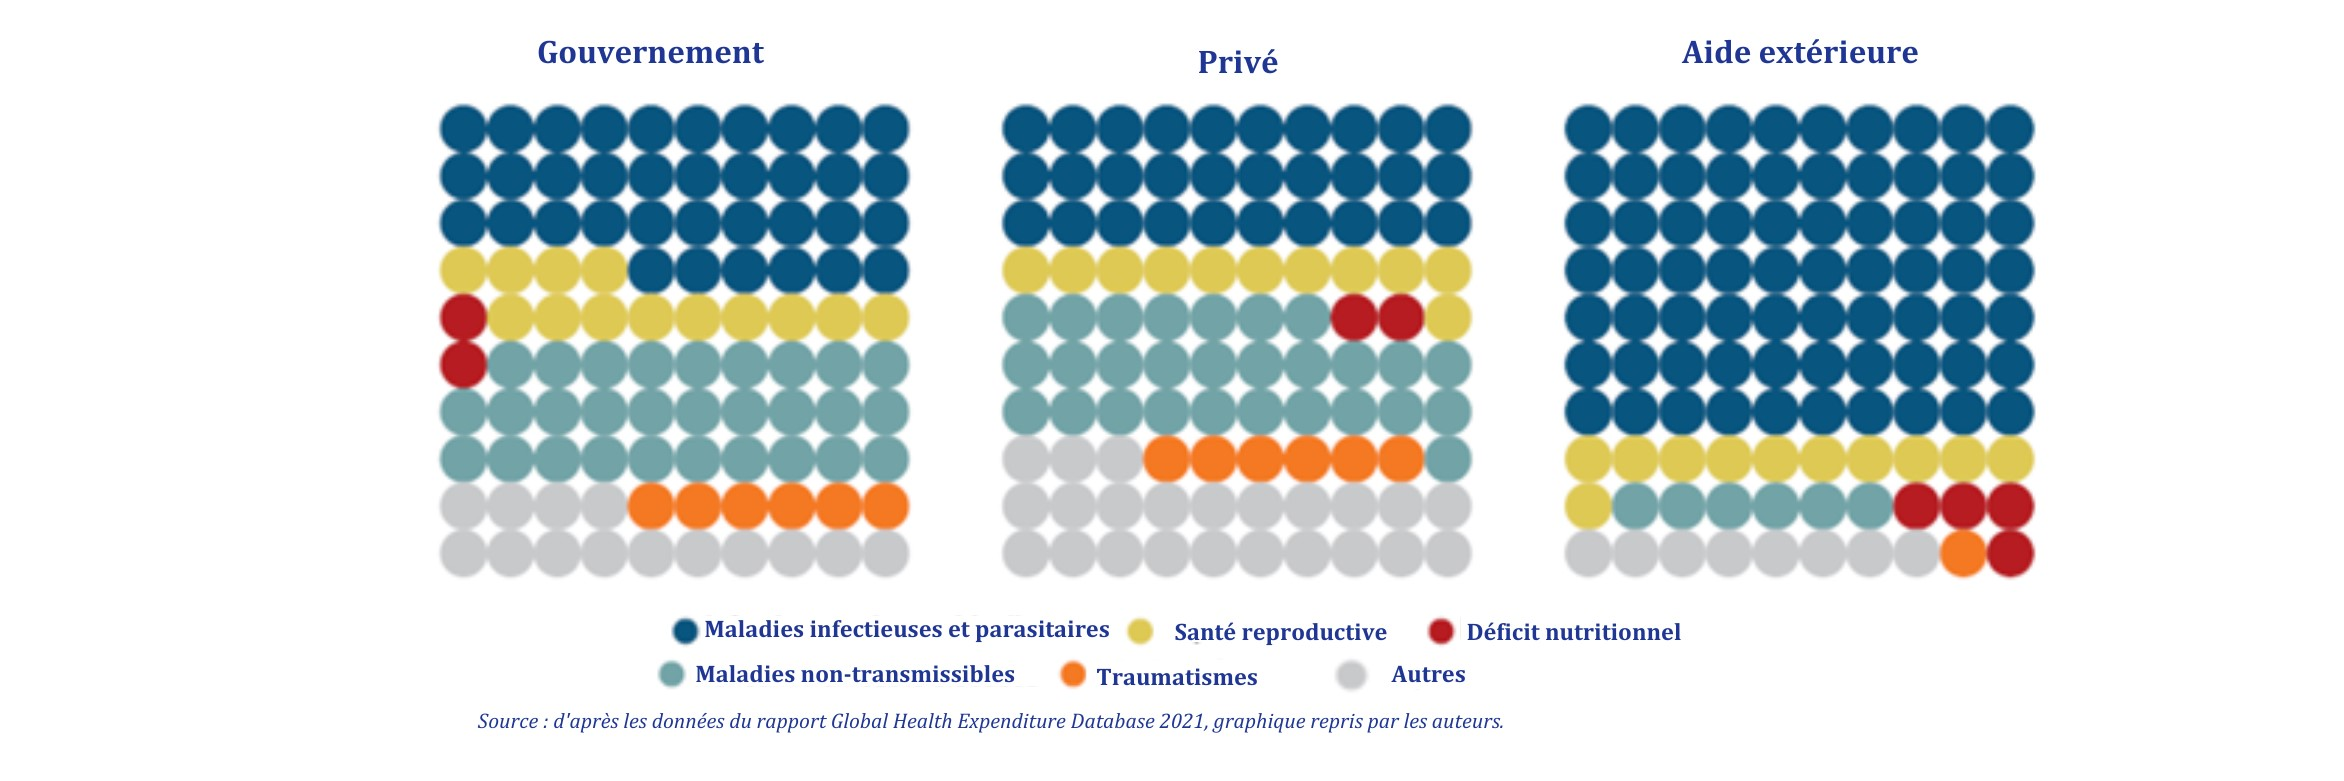 Gouvernement
Privé
Aide extérieure
Maladies infectieuses et parasitaires
Santé reproductive
Déficit nutritionnel
Maladies non-transmissibles
Traumatismes
Autres
Source : d'après les données du rapport Global Health Expenditure Database 2021, graphique repris par les auteurs.